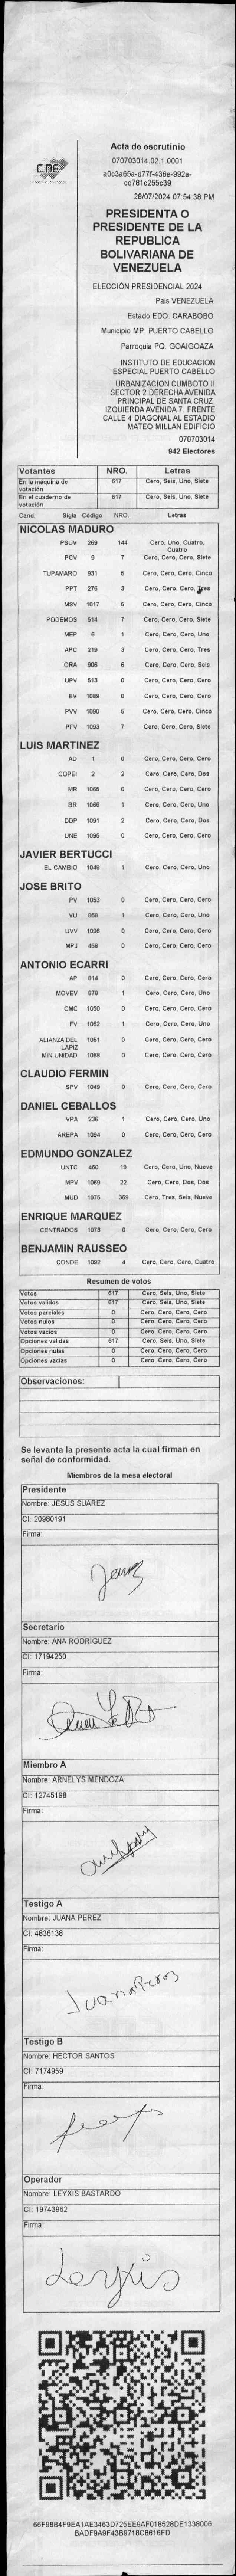 CNE
Acta de escrutinio
070703014.02.1.0001
a0c3a65a-d77f-436e-992a-
cd781c255c39
28/07/2024 07:54:38 PM
PRESIDENTA O
PRESIDENTE DE LA
REPUBLICA
BOLIVARIANA DE
VENEZUELA
ELECCIÓN PRESIDENCIAL 2024
Pais VENEZUELA
Estado EDO. CARABOBO
Municipio MP. PUERTO CABELLO
Parroquia PQ. GOAIGOAZA
INSTITUTO DE EDUCACION
ESPECIAL PUERTO CABELLO
URBANIZACION CUMBOTO II
SECTOR 2 DERECHA AVENIDA
PRINCIPAL DE SANTA CRUZ.
IZQUIERDA AVENIDA 7. FRENTE
CALLE 4 DIAGONAL AL ESTADIO
MATEO MILLAN EDIFICIO
070703014
942 Electores
Votantes NRO. Letras
En la maquina de votación 617 Cero, Seis, Uno, Siete
En el cuaderno de votación 617 Cero, Seis, Uno, Siete
Cand Sigla Código NRO. Letras
NICOLAS MADURO
PSUV 269 144 Cero, Uno, Cuatro, Cuatro
PCV 9 7 Cero, Cero, Cero, Siete
TUPAMARO 931 5 Cero, Cero, Cero, Cinco
PPT 276 3 Cero, Cero, Cero, Tres
MSV 1017 5 Cero, Cero, Cero, Cinco
PODEMOS 514 7 Cero, Cero, Cero, Siete
MEP 6 1 Cero, Cero, Cero, Uno
APC 219 3 Cero, Cero, Cero, Tres
ORA 906 6 Cero, Cero, Cero, Seis
UPV 513 0 Cero, Cero, Cero, Cero
EV 1089 0 Cero, Cero, Cero, Cero
PVV 1090 5 Cero, Cero, Cero, Cinco
PFV 1093 7 Cero, Cero, Cero, Siete
LUIS MARTINEZ
AD 1 0 Cero, Cero, Cero, Cero
COPEI 2 2 Cero, Cero, Cero, Dos
MR 1065 0 Cero, Cero, Cero, Cero
BR 1066 1 Cero, Cero, Cero, Uno
DDP 1091 2 Cero, Cero, Cero, Dos
UNE 1095 0 Cero, Cero, Cero, Cero
JAVIER BERTUCCI
EL CAMBIO 1048 1 Cero, Cero, Cero, Uno
JOSE BRITO
PV 1053 0 Cero, Cero, Cero, Cero
VU 868 1 Cero, Cero, Cero, Uno
UVV 1096 0 Cero, Cero, Cero, Cero
MPJ 459 0 Cero, Cero, Cero, Cero
ANTONIO ECARRI
AP 814 0 Cero, Cero, Cero, Cero
MOVEV 878 1 Cero, Cero, Cero, Uno
CMC 1050 0 Cero, Cero, Cero, Cero
FV 1062 1 Cero, Cero, Cero, Uno
ALIANZA DEL LAPIZ 1051 0 Cero, Cero, Cero, Cero
MIN UNIDAD 1068 0 Cero, Cero, Cero, Cero
CLAUDIO FERMIN
SPV 1049 0 Cero, Cero, Cero, Cero
DANIEL CEBALLOS
VPA 236 1 Cero, Cero, Cero, Uno
AREPA 1094 0 Cero, Cero, Cero, Cero
EDMUNDO GONZALEZ
UNTC 460 19 Cero, Cero, Uno, Nueve
MPV 1069 22 Cero, Cero, Dos, Dos
MUD 1075 369 Cero, Tres, Seis, Nueve
ENRIQUE MARQUEZ
CENTRADOS 1073 0 Cero, Cero, Cero, Cero
BENJAMIN RAUSSEO
CONDE 1082 4 Cero, Cero, Cero, Cuatro
Resumen de votos
Votos 617 Cero, Seis, Uno, Siete
Votos validos 617 Cero, Seis, Uno, Siete
Votos parciales 0 Cero, Cero, Cero, Cero
Votos nulos 0 Cero, Cero, Cero, Cero
Votos vacios 0 Cero, Cero, Cero, Cero
Opciones validas 617 Cero, Seis, Uno, Siete
Opciones nulas 0 Cero, Cero, Cero, Cero
Opciones vacias 0 Cero, Cero, Cero, Cero
Observaciones:
Se levanta la presente acta la cual firman en
señal de conformidad.
Miembros de la mesa electoral
Presidente
Nombre: JESUS SUAREZ
CI: 20980191
Firma:
Secretario
Nombre: ANA RODRIGUEZ
CI: 17194250
Firma:
Miembro A
Nombre: ARNELYS MENDOZA
CI: 12745198
Firma:
Testigo A
Nombre: JUANA PEREZ
CI: 4836138
Firma:
Juana Perez
Testigo B
Nombre: HECTOR SANTOS
CI: 7174959
Firma:
Operador
Nombre: LEYXIS BASTARDO
CI: 19743962
Firma:
Leyxis
66F98B4F9EA1AE3463D725EE9AF018528DE1338006
BADF9A9F43B9718C8616FD